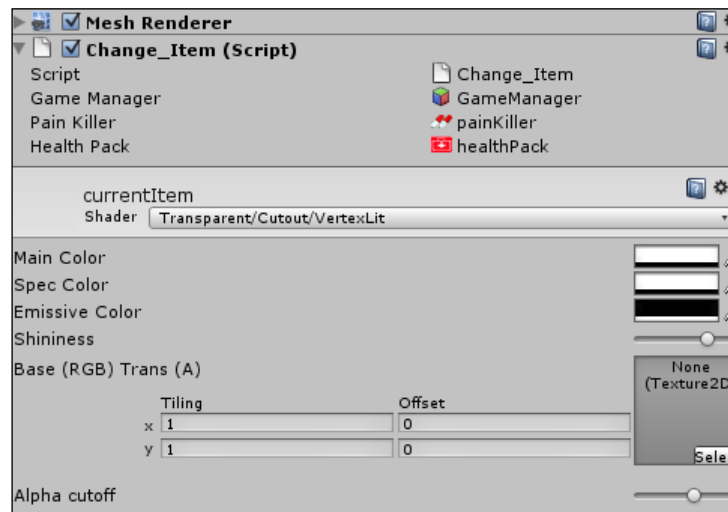 Mesh Renderer
Change_Item (Script)
Script Change_Item
Game Manager GameManager
Pain Killer painKiller
Health Pack healthPack
currentItem
Shader Transparent/Cutout/VertexLit
Main Color
Spec Color
Emissive Color
Shininess
Base (RGB) Trans (A) None
(Texture2D
Tiling Offset
x 1 0
y 1 0
Sele
Alpha cutoff